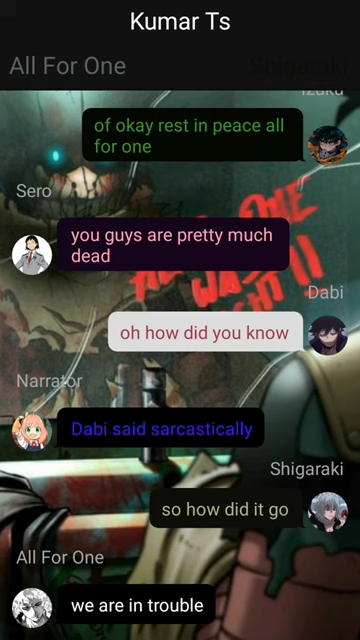 Kumar Ts
All For One
Shigaraki
Izuku
of okay rest in peace all
for one
Sero
you guys are pretty much
dead
Dabi
oh how did you know
Narrator
Dabi said sarcastically
Shigaraki
so how did it go
All For One
we are in trouble